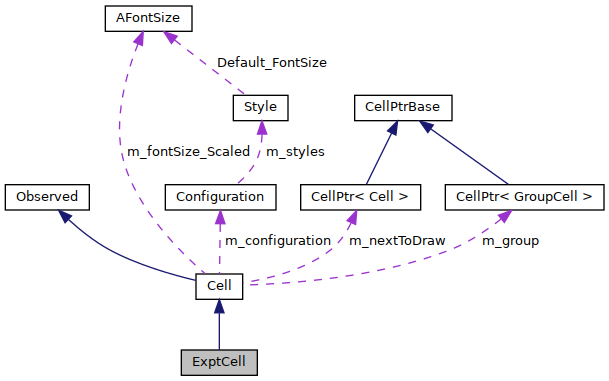 AFontSize
Default_FontSize
Style
CellPtrBase
m_fontSize_Scaled
m_styles
Observed
Configuration
CellPtr< Cell >
CellPtr< GroupCell >
m_configuration
m_nextToDraw
m_group
Cell
ExptCell